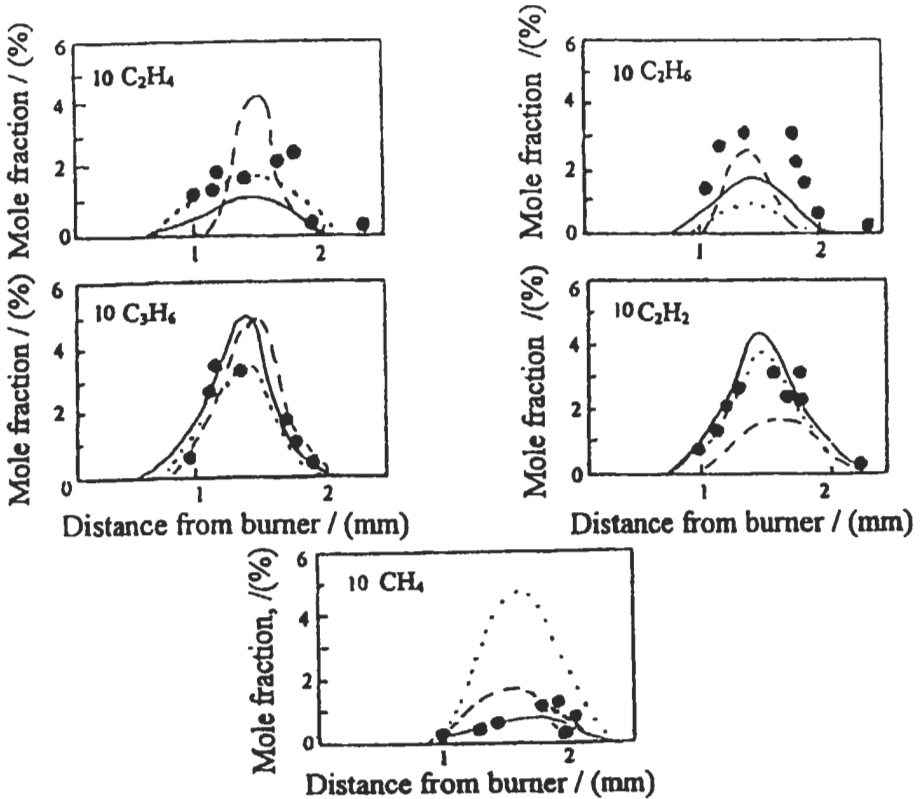 Mole fraction / (%)
6
4
2
0
10 C₂H₄
1
2
Mole fraction /(%)
6
4
2
0
10 C₂H₆
1
2
Mole fraction / (%)
6
4
2
0
10 C₃H₆
1
2
Distance from burner / (mm)
Mole fraction /(%)
6
4
2
0
10 C₂H₂
1
2
Distance from burner / (mm)
Mole fraction, /(%)
6
4
2
0
10 CH₄
1
2
Distance from burner / (mm)